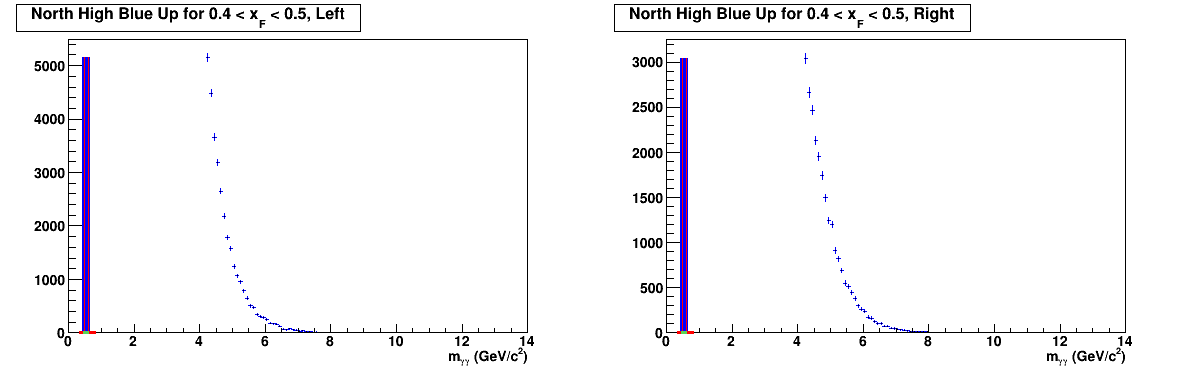 North High Blue Up for 0.4 < x_F < 0.5, Left
5000
4000
3000
2000
1000
0
0 2 4 6 8 10 12 14
m_γγ (GeV/c²)
North High Blue Up for 0.4 < x_F < 0.5, Right
3000
2500
2000
1500
1000
500
0
0 2 4 6 8 10 12 14
m_γγ (GeV/c²)